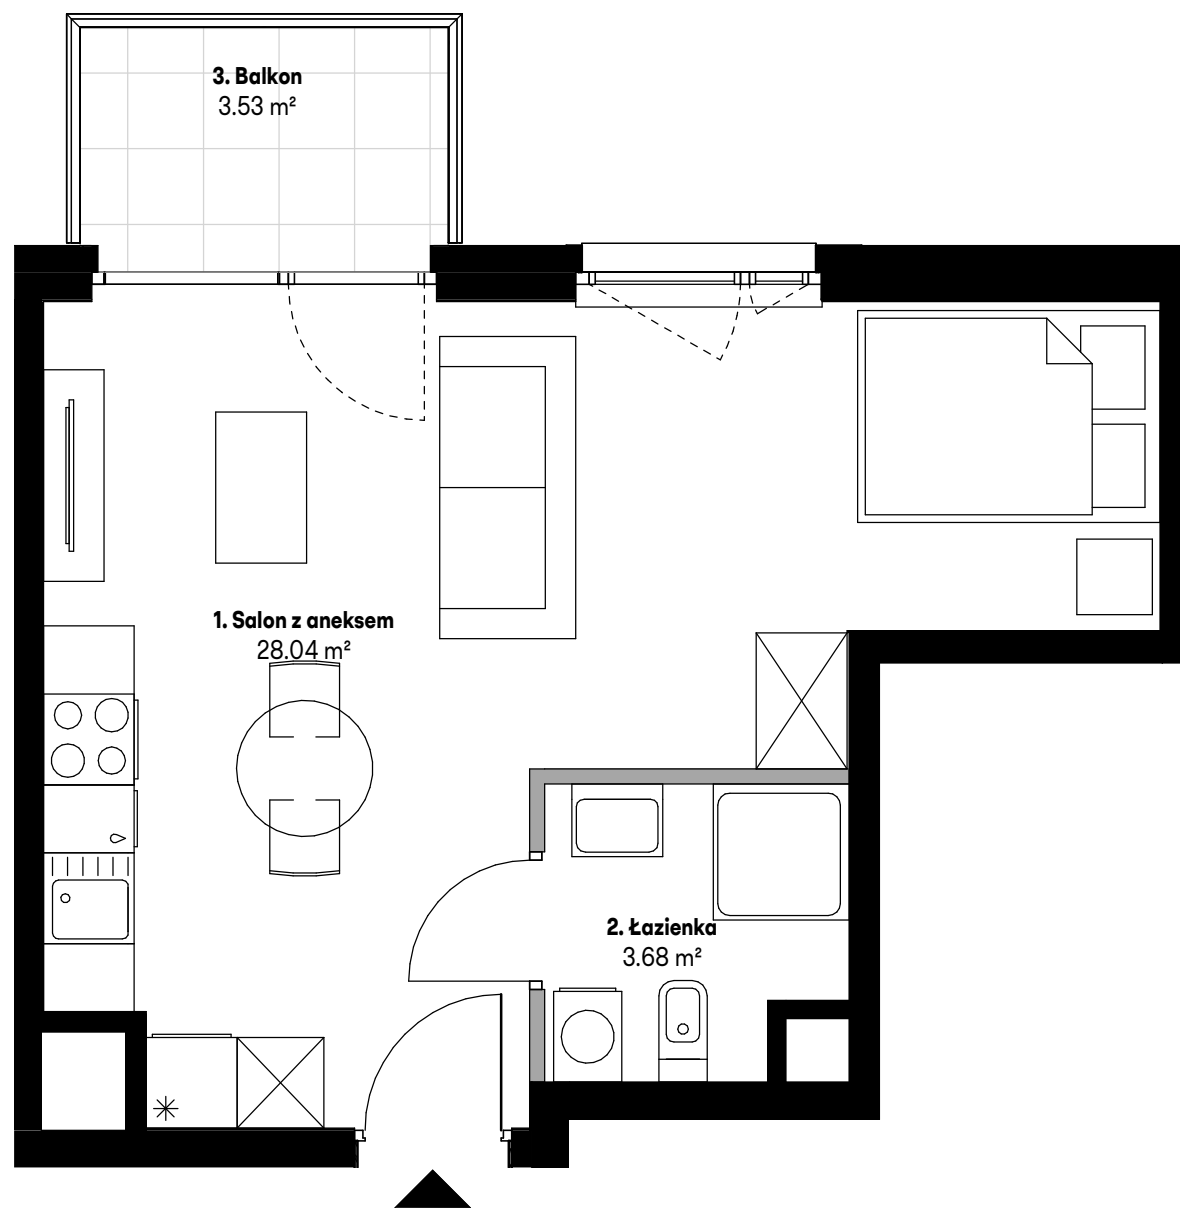 3. Balkon
3.53 m²
1. Salon z aneksem
28.04 m²
2. Łazienka
3.68 m²